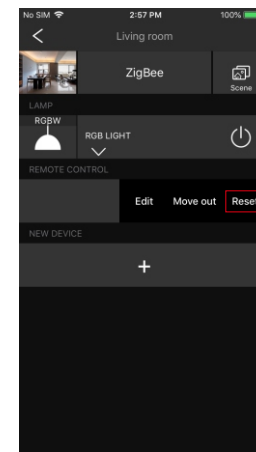 No SIM 2:57 PM 100%
Living room
ZigBee
Scene
LAMP
RGBW
RGB LIGHT
REMOTE CONTROL
Edit Move out Reset
NEW DEVICE
+